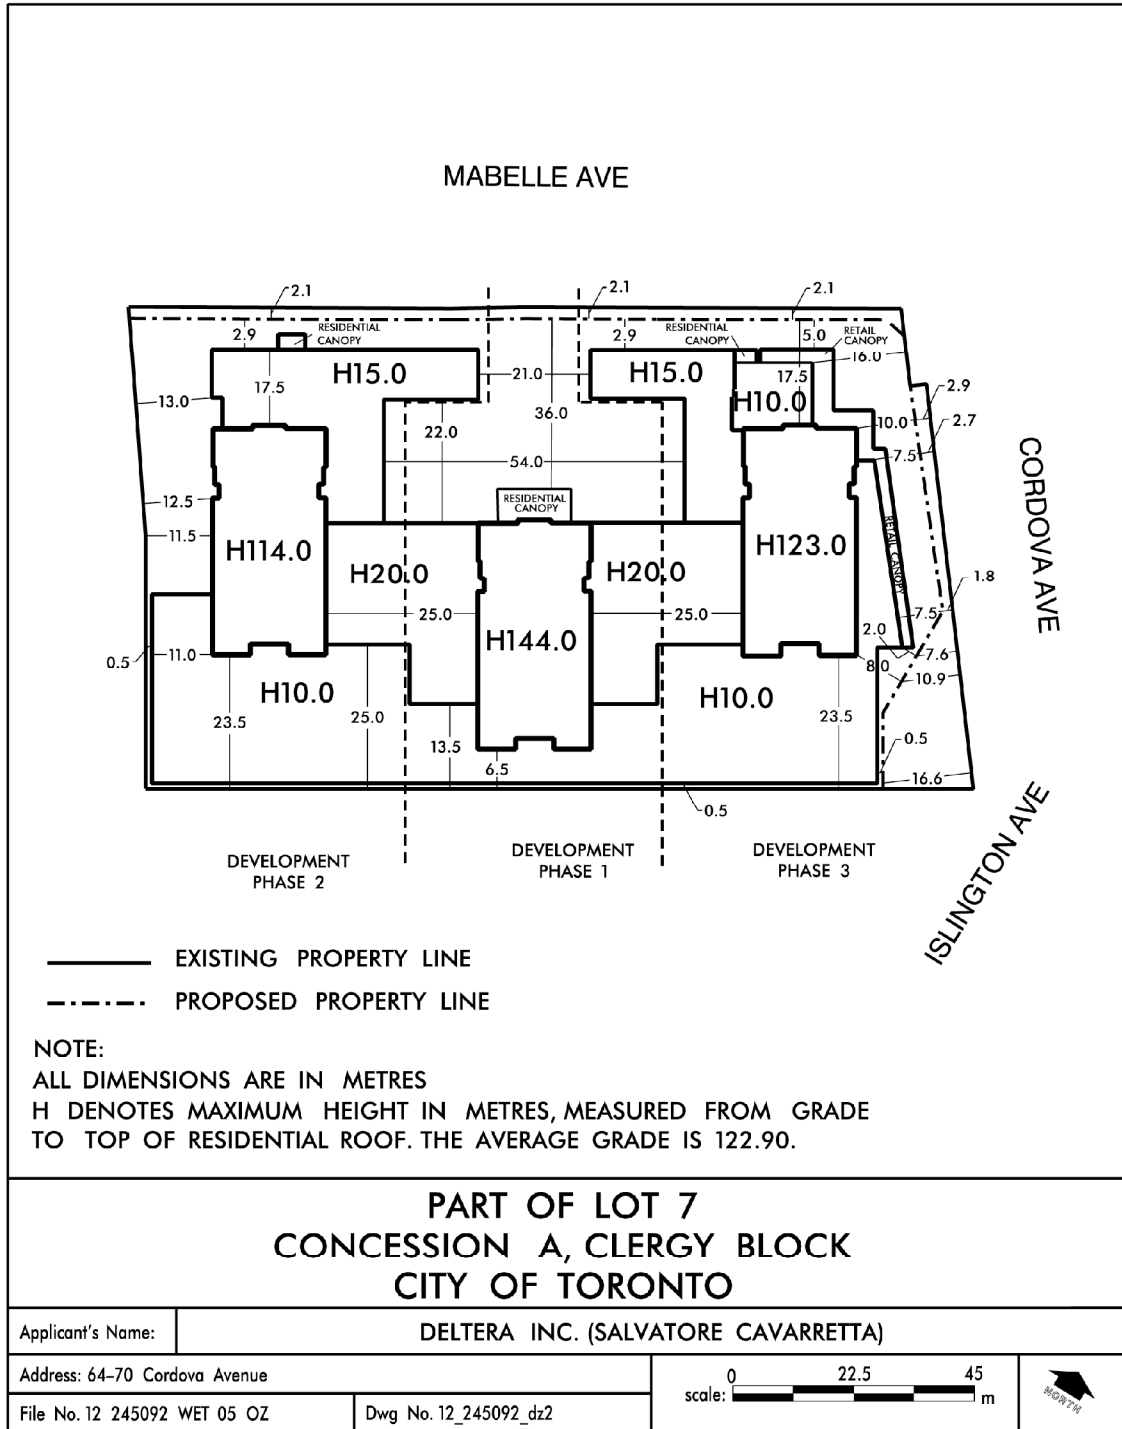 MABELLE AVE
2.1
2.1
2.1
2.9
RESIDENTIAL
CANOPY
2.9
RESIDENTIAL
CANOPY
5.0
RETAIL
CANOPY
16.0
H15.0
17.5
21.0
H15.0
17.5
H10.0
13.0
36.0
22.0
10.0
2.9
2.7
54.0
7.5
12.5
RESIDENTIAL
CANOPY
11.5
H114.0
H20.0
H20.0
H123.0
RETAIL CANOPY
CORDOVA AVE
1.8
25.0
25.0
7.5
H144.0
2.0
7.6
0.5
11.0
8.0
10.9
H10.0
H10.0
23.5
25.0
13.5
23.5
0.5
6.5
16.6
0.5
DEVELOPMENT
PHASE 2
DEVELOPMENT
PHASE 1
DEVELOPMENT
PHASE 3
ISLINGTON AVE
EXISTING PROPERTY LINE
PROPOSED PROPERTY LINE
NOTE:
ALL DIMENSIONS ARE IN METRES
H DENOTES MAXIMUM HEIGHT IN METRES, MEASURED FROM GRADE
TO TOP OF RESIDENTIAL ROOF. THE AVERAGE GRADE IS 122.90.
PART OF LOT 7
CONCESSION A, CLERGY BLOCK
CITY OF TORONTO
Applicant's Name: DELTERA INC. (SALVATORE CAVARRETTA)
Address: 64-70 Cordova Avenue
File No. 12 245092 WET 05 OZ
Dwg No. 12_245092_dz2
scale: 0 22.5 45 m
NORTH